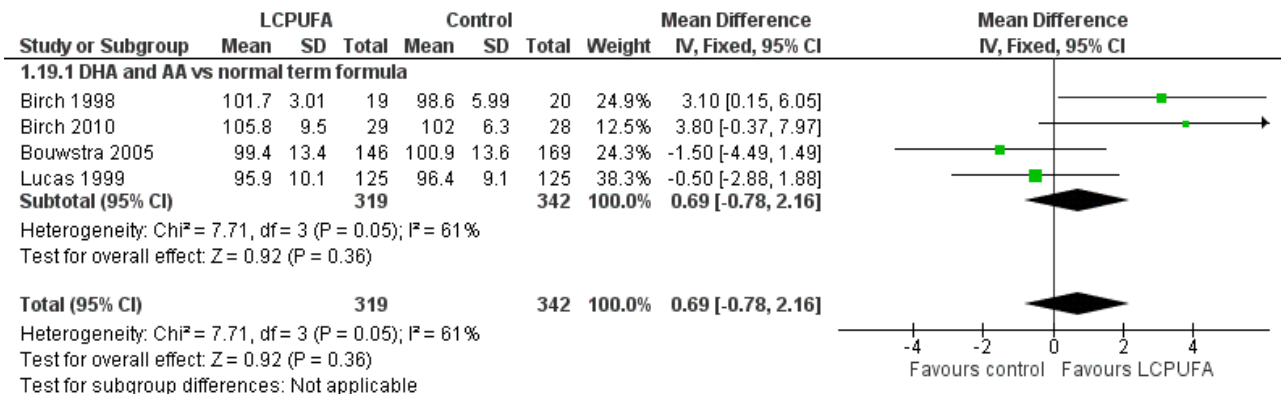 LCPUFA Control Mean Difference Mean Difference
Study or Subgroup Mean SD Total Mean SD Total Weight IV, Fixed, 95% CI IV, Fixed, 95% CI
1.19.1 DHA and AA vs normal term formula
Birch 1998 101.7 3.01 19 98.6 5.99 20 24.9% 3.10 [0.15, 6.05]
Birch 2010 105.8 9.5 29 102 6.3 28 12.5% 3.80 [-0.37, 7.97]
Bouwstra 2005 99.4 13.4 146 100.9 13.6 169 24.3% -1.50 [-4.49, 1.49]
Lucas 1999 95.9 10.1 125 96.4 9.1 125 38.3% -0.50 [-2.88, 1.88]
Subtotal (95% CI) 319 342 100.0% 0.69 [-0.78, 2.16]
Heterogeneity: Chi² = 7.71, df = 3 (P = 0.05); I² = 61%
Test for overall effect: Z = 0.92 (P = 0.36)
Total (95% CI) 319 342 100.0% 0.69 [-0.78, 2.16]
Heterogeneity: Chi² = 7.71, df = 3 (P = 0.05); I² = 61%
Test for overall effect: Z = 0.92 (P = 0.36)
Test for subgroup differences: Not applicable
-4 -2 0 2 4
Favours control Favours LCPUFA